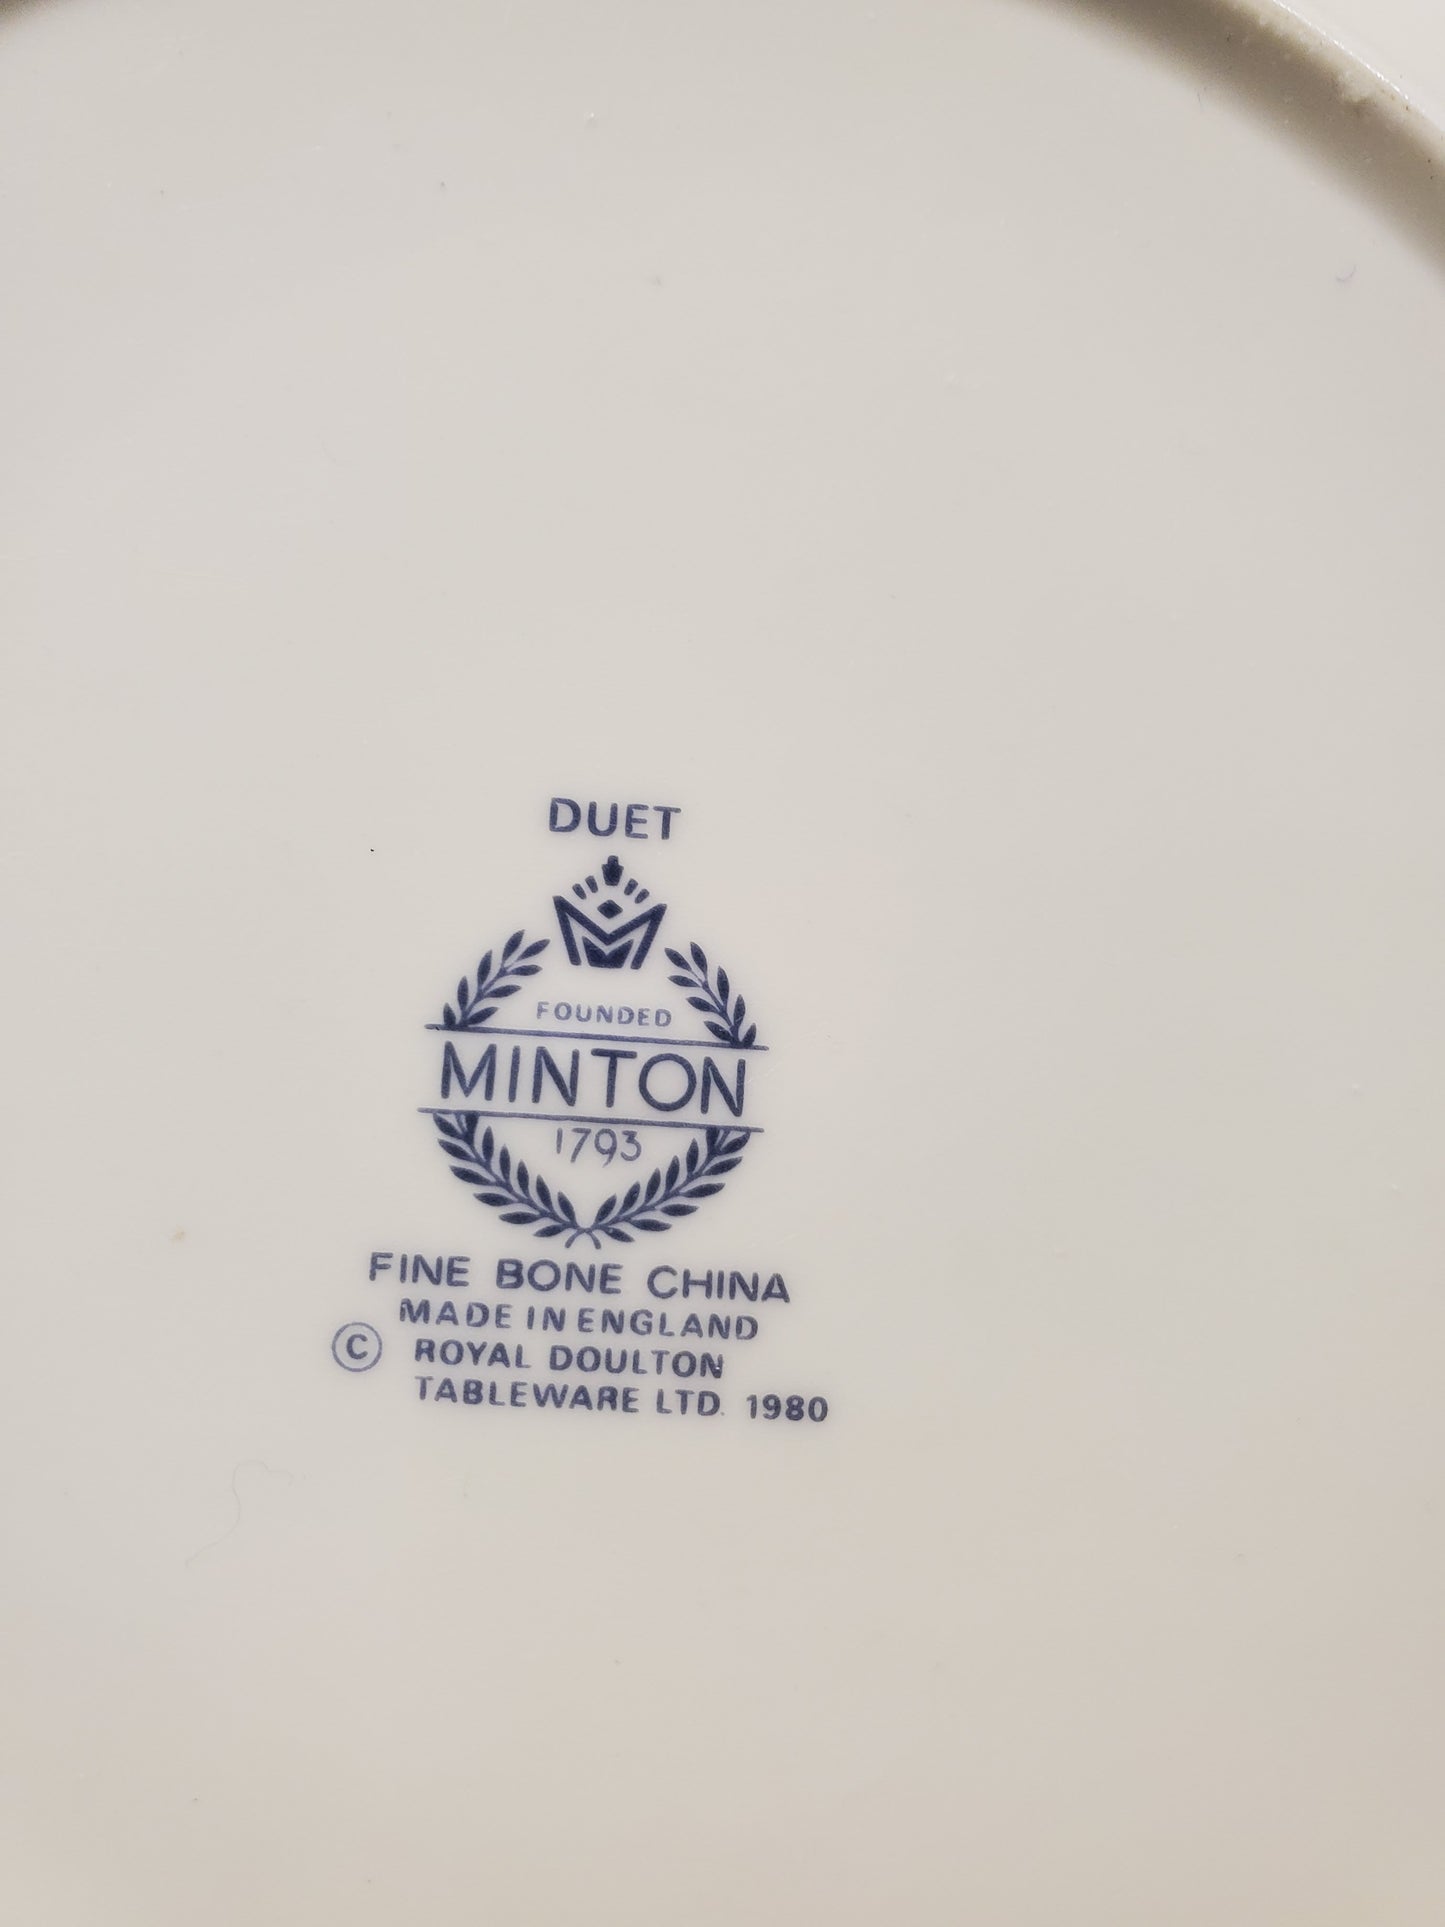 DUET
FOUNDED
MINTON
1793
FINE BONE CHINA
MADE IN ENGLAND
© ROYAL DOULTON
TABLEWARE LTD. 1980